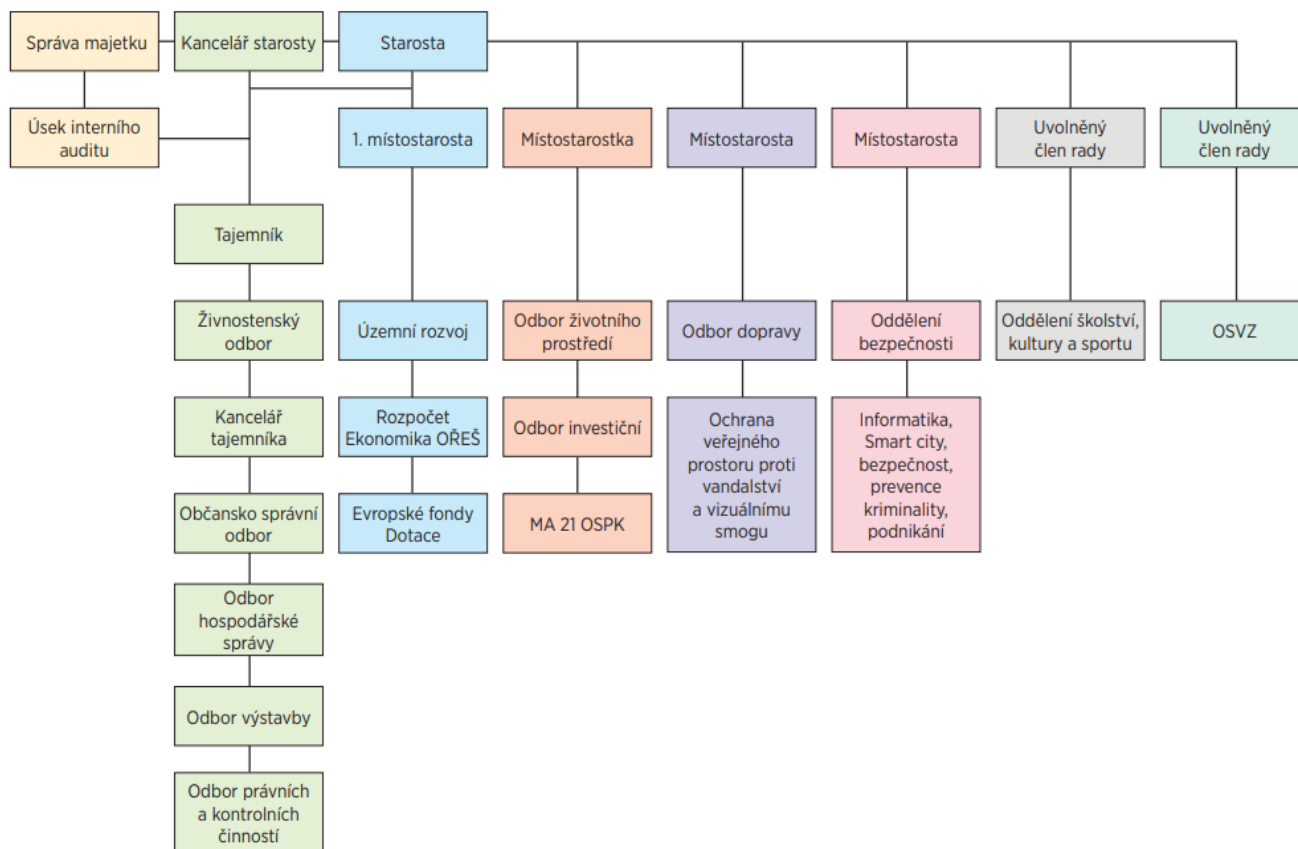 Správa majetku
Kancelář starosty
Starosta
Úsek interního
auditu
1. místostarosta
Místostarostka
Místostarosta
Místostarosta
Uvolněný
člen rady
Uvolněný
člen rady
Tajemník
Živnostenský
odbor
Územní rozvoj
Odbor životního
prostředí
Odbor dopravy
Oddělení
bezpečnosti
Oddělení školství,
kultury a sportu
OSVZ
Kancelář
tajemníka
Rozpočet
Ekonomika OŘEŠ
Odbor investiční
Ochrana
veřejného
prostoru proti
vandalství
a vizuálnímu
smogu
Informatika,
Smart city,
bezpečnost,
prevence
kriminality,
podnikání
Občansko správní
odbor
Evropské fondy
Dotace
MA 21 OSPK
Odbor
hospodářské
správy
Odbor výstavby
Odbor právních
a kontrolních
činností